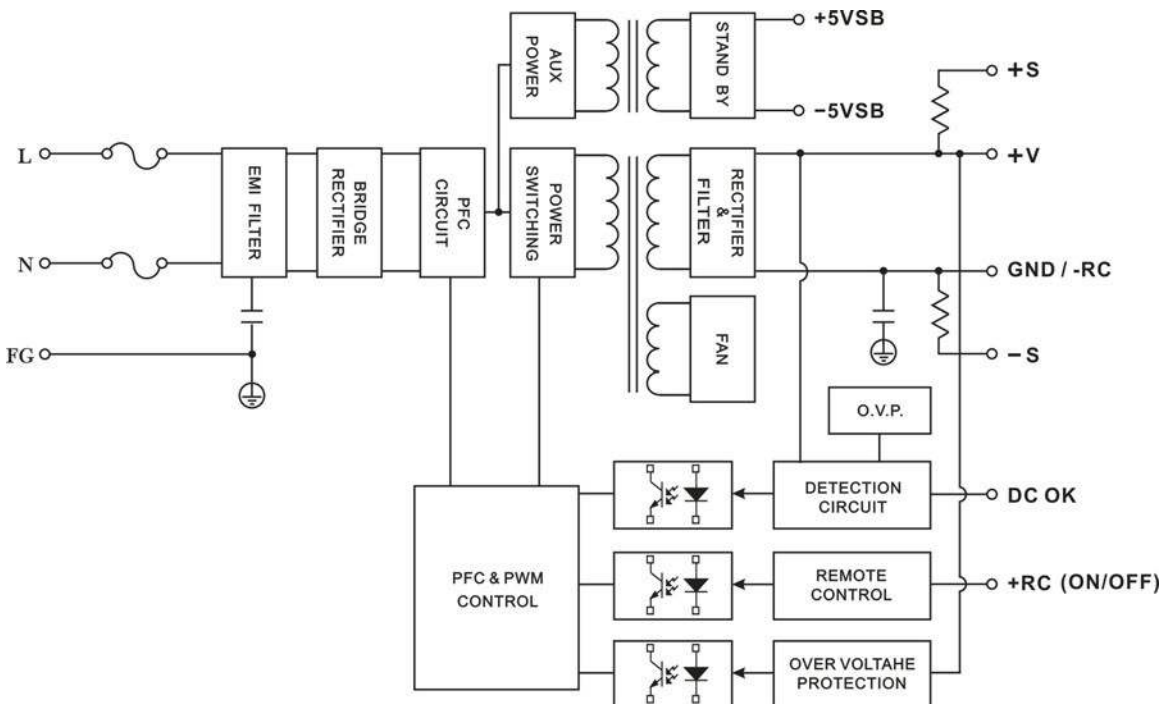 +5VSB
AUX
POWER
STAND BY
+S
−5VSB
L
EMI FILTER
BRIDGE
RECTIFIER
PFC
CIRCUIT
POWER
SWITCHING
RECTIFIER
&
FILTER
+V
N
GND / -RC
FG
FAN
−S
O.V.P.
DETECTION
CIRCUIT
DC OK
PFC & PWM
CONTROL
REMOTE
CONTROL
+RC (ON/OFF)
OVER VOLTAHE
PROTECTION